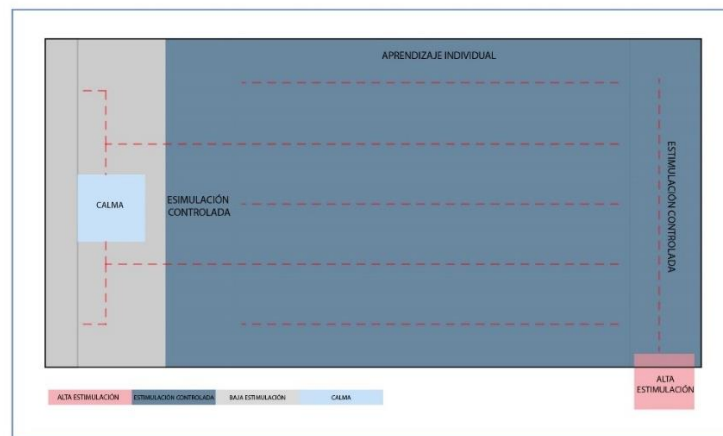 APRENDIZAJE INDIVIDUAL
ESTIMULACIÓN CONTROLADA
CALMA
ESIMULACIÓN
CONTROLADA
ALTA
ESTIMULACIÓN
ALTA ESTIMULACIÓN
ESTIMULACIÓN CONTROLADA
BAJA ESTIMULACIÓN
CALMA